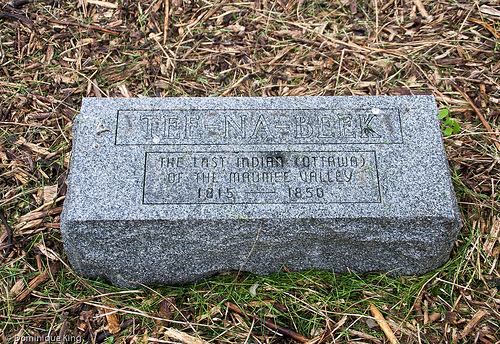 TEE-NA-BEEK
THE LAST INDIAN (OTTAWA)
OF THE MAUMEE VALLEY
1815 — 1850
© Dominique King